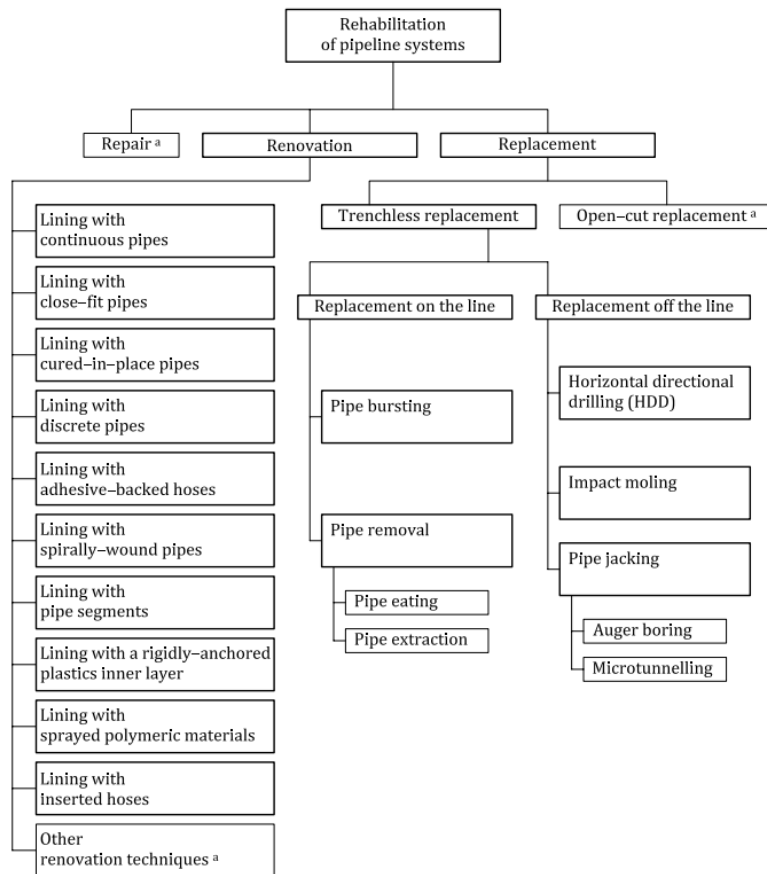 Rehabilitation
of pipeline systems
Repair ᵃ
Renovation
Replacement
Lining with
continuous pipes
Lining with
close–fit pipes
Lining with
cured–in–place pipes
Lining with
discrete pipes
Lining with
adhesive–backed hoses
Lining with
spirally–wound pipes
Lining with
pipe segments
Lining with a rigidly–anchored
plastics inner layer
Lining with
sprayed polymeric materials
Lining with
inserted hoses
Other
renovation techniques ᵃ
Trenchless replacement
Open–cut replacement ᵃ
Replacement on the line
Pipe bursting
Pipe removal
Pipe eating
Pipe extraction
Replacement off the line
Horizontal directional
drilling (HDD)
Impact moling
Pipe jacking
Auger boring
Microtunnelling